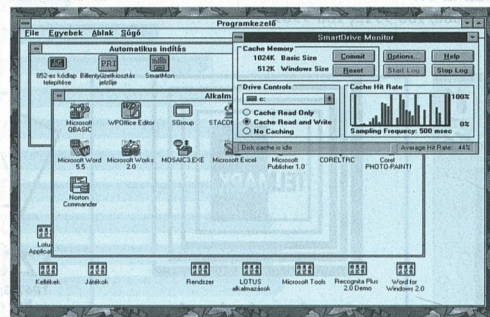 Programkezelő
File Egyebek Ablak Súgó
Automatikus indítás
852-es kódlap telepítése
Billentyűzetkiosztás jelzője
SmartMon
SmartDrive Monitor
Cache Memory
1024K Basic Size
512K Windows Size
Commit
Reset
Options...
Help
Start Log
Stop Log
Drive Controls
c:
Cache Read Only
Cache Read and Write
No Caching
Cache Hit Rate
100%
0%
Sampling Frequecy: 500 msec
Disk cache is idle
Average Hit Rate: 44%
Microsoft QBASIC
WPOffice Editor
SGroup
Microsoft Word 5.5
Microsoft Works 2.0
MOSAIC3.EXE
Microsoft Excel
Microsoft Publisher 1.0
CORELTRC
Corel PHOTO-PAINT!
Norton Commander
Kellékek
Játékok
Rendszer
LOTUS alkalmazások
Microsoft Tools
Recognita Plus 2.0 Demo
Word for Windows 2.0